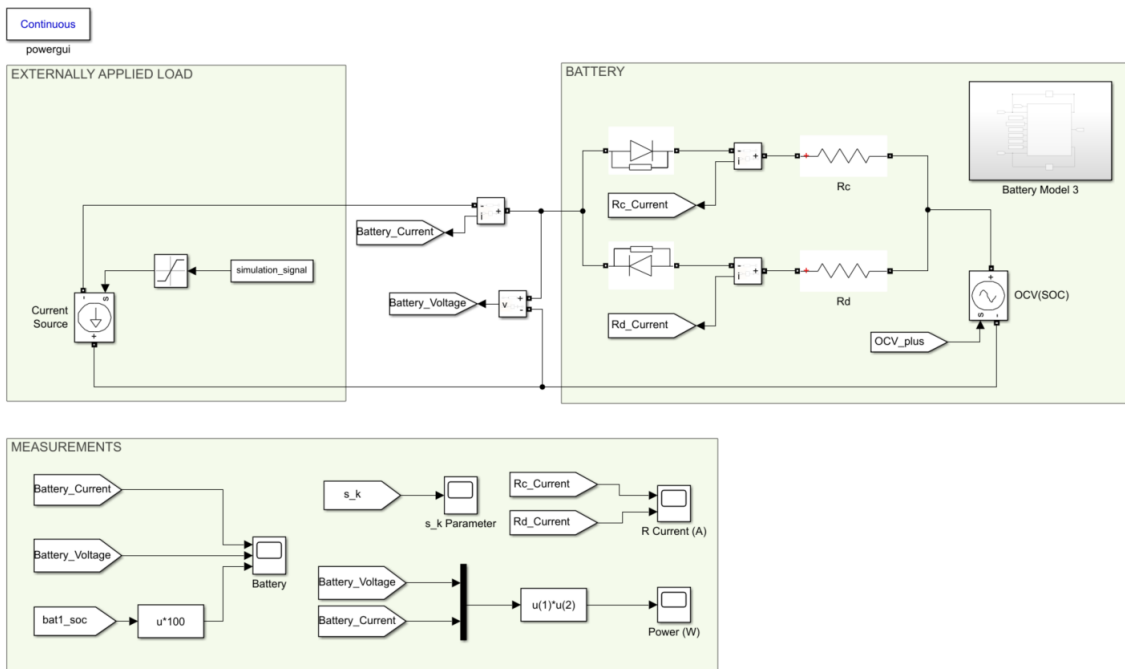 Continuous
powergui
EXTERNALLY APPLIED LOAD
simulation_signal
Current
Source
s
-
+
Battery_Current
-
i
+
Battery_Voltage
v
+
-
BATTERY
-
i
+
Rc_Current
+
Rc
-
i
+
Rd_Current
+
Rd
Battery Model 3
+
s
-
OCV(SOC)
OCV_plus
MEASUREMENTS
Battery_Current
Battery_Voltage
bat1_soc
u*100
Battery
s_k
s_k Parameter
Rc_Current
Rd_Current
R Current (A)
Battery_Voltage
Battery_Current
u(1)*u(2)
Power (W)